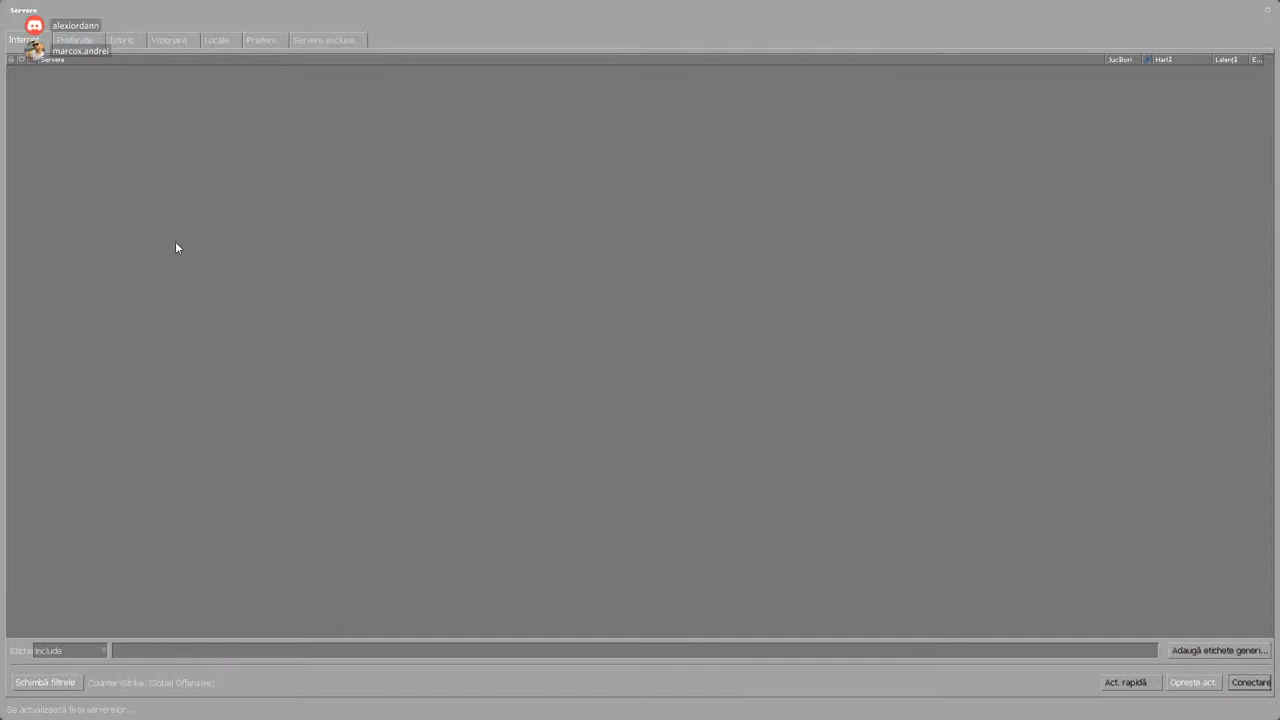 Servere
alexiordann
Internet Preferate Istoric Vizionare Locale Prieteni Servere excluse
marcox.andrei
Servere Jucători Hartă Latență E...
Etiche include Adaugă etichete generi...
Schimbă filtrele Counter-Strike: Global Offensive; Act. rapidă Oprește act. Conectare
Se actualizează lista serverelor...